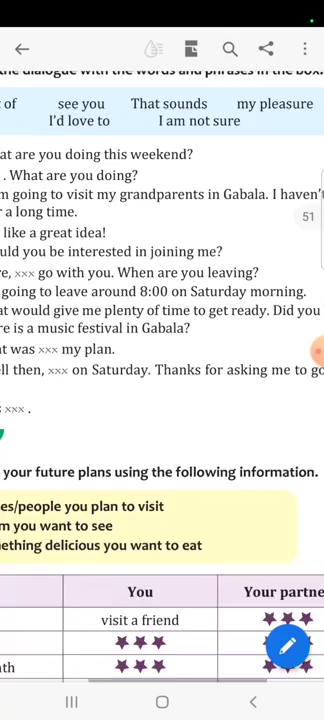 the dialogue with the words and phrases in the box.
of see you That sounds my pleasure
I'd love to I am not sure
at are you doing this weekend?
. What are you doing?
m going to visit my grandparents in Gabala. I haven'
r a long time.
like a great idea!
uld you be interested in joining me?
re, xxx go with you. When are you leaving?
going to leave around 8:00 on Saturday morning.
at would give me plenty of time to get ready. Did you
re is a music festival in Gabala?
at was xxx my plan.
ell then, xxx on Saturday. Thanks for asking me to go
xxx .
51
your future plans using the following information.
es/people you plan to visit
m you want to see
ething delicious you want to eat
You Your partne
visit a friend
nth